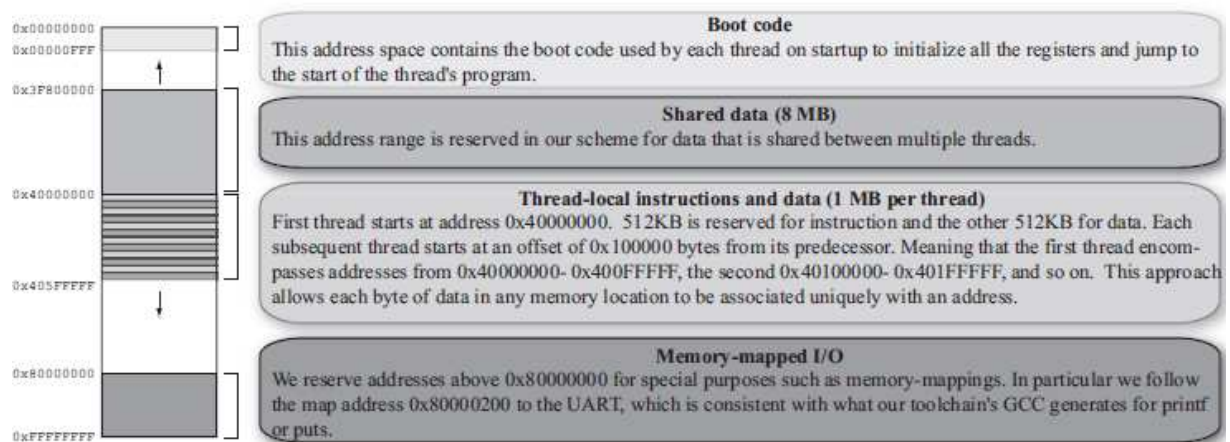 0x00000000
0x00000FFF
0x3F800000
0x40000000
0x405FFFFF
0x80000000
0xFFFFFFFF
Boot code
This address space contains the boot code used by each thread on startup to initialize all the registers and jump to
the start of the thread's program.
Shared data (8 MB)
This address range is reserved in our scheme for data that is shared between multiple threads.
Thread-local instructions and data (1 MB per thread)
First thread starts at address 0x40000000. 512KB is reserved for instruction and the other 512KB for data. Each
subsequent thread starts at an offset of 0x100000 bytes from its predecessor. Meaning that the first thread encom-
passes addresses from 0x40000000- 0x400FFFFF, the second 0x40100000- 0x401FFFFF, and so on. This approach
allows each byte of data in any memory location to be associated uniquely with an address.
Memory-mapped I/O
We reserve addresses above 0x80000000 for special purposes such as memory-mappings. In particular we follow
the map address 0x80000200 to the UART, which is consistent with what our toolchain's GCC generates for printf
or puts.